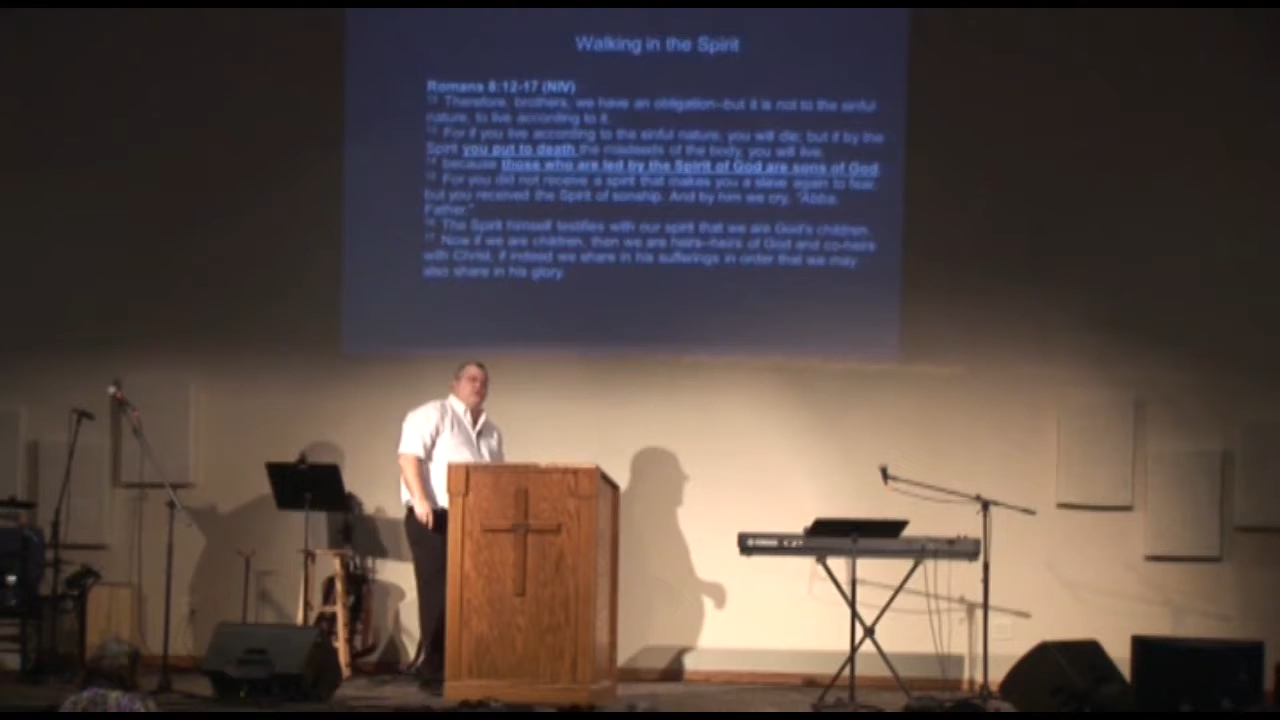 Walking in the Spirit
Romans 8:12-17 (NIV)
12 Therefore, brothers, we have an obligation--but it is not to the sinful
nature, to live according to it.
13 For if you live according to the sinful nature, you will die; but if by the
Spirit you put to death the misdeeds of the body, you will live,
14 because those who are led by the Spirit of God are sons of God.
15 For you did not receive a spirit that makes you a slave again to fear,
but you received the Spirit of sonship. And by him we cry, "Abba,
Father."
16 The Spirit himself testifies with our spirit that we are God's children.
17 Now if we are children, then we are heirs--heirs of God and co-heirs
with Christ, if indeed we share in his sufferings in order that we may
also share in his glory.